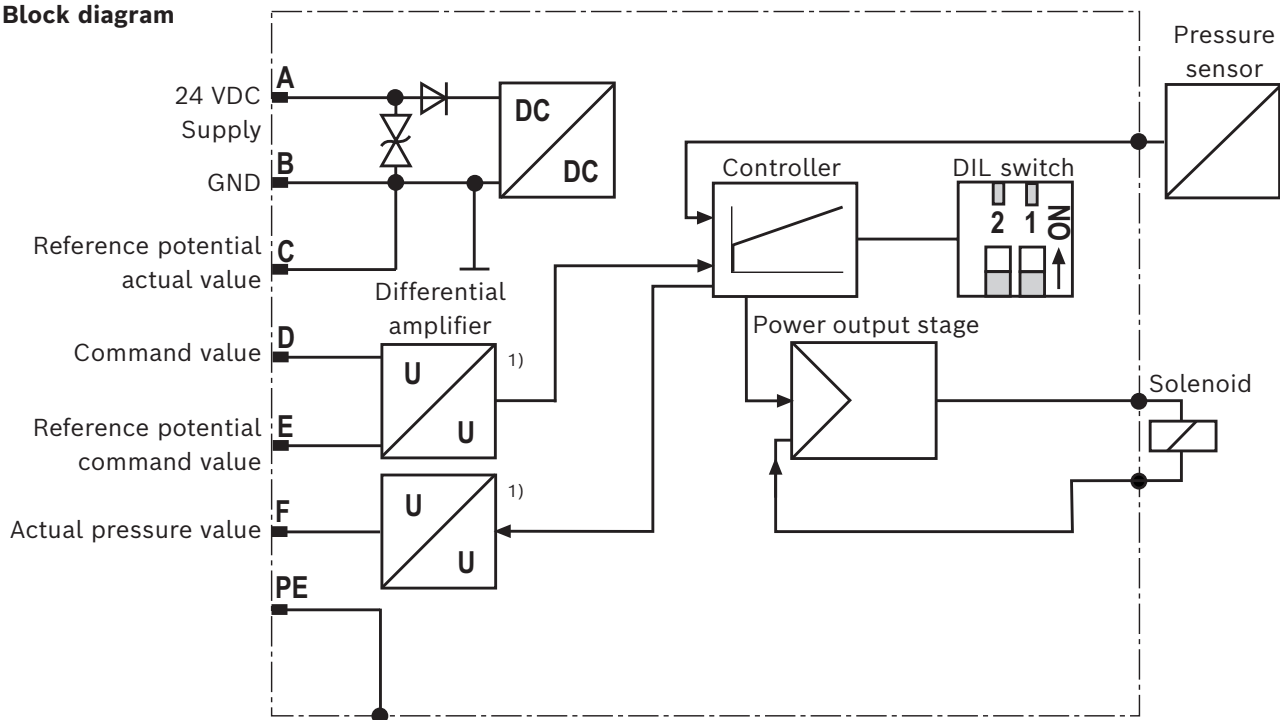 Block diagram
Pressure
sensor
A
24 VDC
Supply
DC
DC
B
GND
Controller
DIL switch
2 1 ON
Reference potential
actual value
C
Differential
amplifier
Power output stage
D
Command value
U
U
1)
Solenoid
Reference potential
command value
E
U
U
1)
F
Actual pressure value
PE